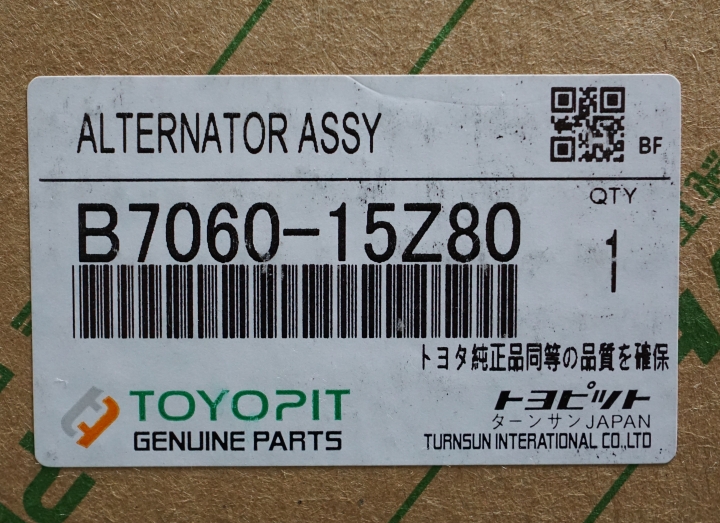 ALTERNATOR ASSY
BF
B7060-15Z80
QTY
1
トヨタ純正品同等の品質を確保
TOYOPIT
GENUINE PARTS
トヨピット
ターンサンJAPAN
TURNSUN INTERNATIONAL CO.,LTD